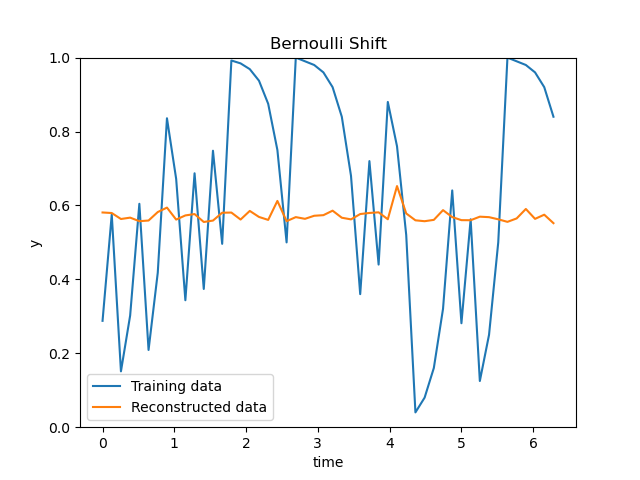 Bernoulli Shift
1.0
0.8
0.6
0.4
0.2
0.0
y
Training data
Reconstructed data
0 1 2 3 4 5 6
time